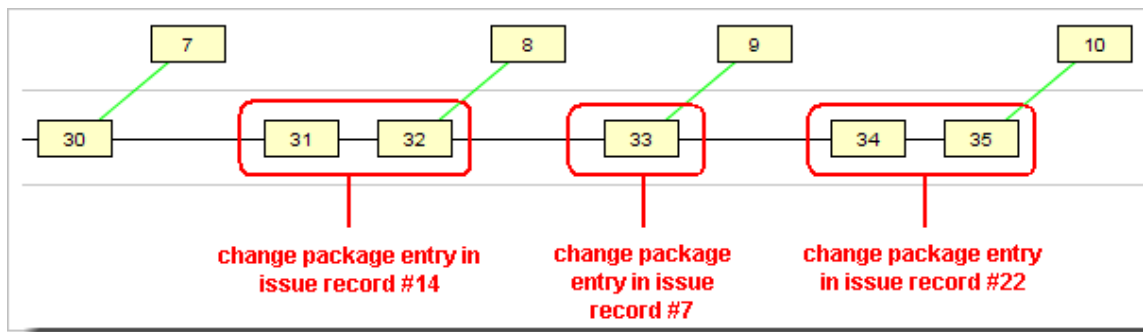 7 8 9 10
30 31 32 33 34 35
change package entry in
issue record #14
change package
entry in issue
record #7
change package entry
in issue record #22